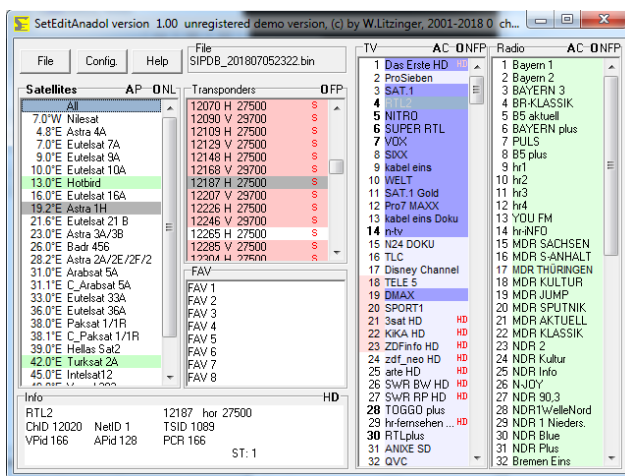 SetEditAnadol version 1.00 unregistered demo version, (c) by W.Litzinger, 2001-2018 0 ch...
File Config. Help
File
SIPDB_201807052322.bin
Satellites AP ONL
All
7.0°W Nilesat
4.8°E Astra 4A
7.0°E Eutelsat 7A
9.0°E Eutelsat 9A
10.0°E Eutelsat 10A
13.0°E Hotbird
16.0°E Eutelsat 16A
19.2°E Astra 1H
21.6°E Eutelsat 21 B
23.0°E Astra 3A/3B
26.0°E Badr 456
28.2°E Astra 2A/2E/2F/2
31.0°E Arabsat 5A
31.1°E C_Arabsat 5A
33.0°E Eutelsat 33A
36.0°E Eutelsat 36A
38.0°E Paksat 1/1R
38.1°E C_Paksat 1/1R
39.0°E Hellas Sat2
42.0°E Turksat 2A
45.0°E Intelsat12
Transponders OFP
12070 H 27500 S
12090 V 29700 S
12109 H 27500 S
12129 V 27500 S
12148 H 27500 S
12168 V 29700 S
12187 H 27500 S
12207 V 29700 S
12226 H 27500 S
12246 V 29700 S
12265 H 27500 S
12285 V 27500 S
12304 H 27500 S
FAV
FAV 1
FAV 2
FAV 3
FAV 4
FAV 5
FAV 6
FAV 7
FAV 8
TV AC ONFP
1 Das Erste HD HD
2 ProSieben
3 SAT.1
4 RTL2
5 NITRO
6 SUPER RTL
7 VOX
8 SIXX
9 kabel eins
10 WELT
11 SAT.1 Gold
12 Pro7 MAXX
13 kabel eins Doku
14 n-tv
15 N24 DOKU
16 TLC
17 Disney Channel
18 TELE 5
19 DMAX
20 SPORT1
21 3sat HD HD
22 KiKA HD HD
23 ZDFinfo HD HD
24 zdf_neo HD HD
25 arte HD HD
26 SWR BW HD HD
27 SWR RP HD HD
28 TOGGO plus
29 hr-fernsehen ... HD
30 RTLplus
31 ANIXE SD
32 QVC
Radio AC ONFP
1 Bayern 1
2 Bayern 2
3 BAYERN 3
4 BR-KLASSIK
5 B5 aktuell
6 BAYERN plus
7 PULS
8 B5 plus
9 hr1
10 hr2
11 hr3
12 hr4
13 YOU FM
14 hr-iNFO
15 MDR SACHSEN
16 MDR S-ANHALT
17 MDR THÜRINGEN
18 MDR KULTUR
19 MDR JUMP
20 MDR SPUTNIK
21 MDR AKTUELL
22 MDR KLASSIK
23 NDR 2
24 NDR Kultur
25 NDR Info
26 N-JOY
27 NDR 90,3
28 NDR1WelleNord
29 NDR 1 Nieders.
30 NDR Blue
31 NDR Plus
32 Bremen Eins
Info HD
RTL2 12187 hor 27500
ChID 12020 NetID 1 TSID 1089
VPid 166 APid 128 PCR 166
ST: 1